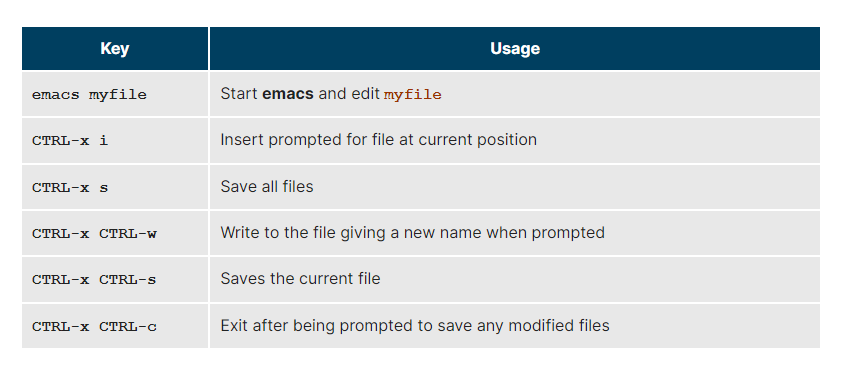 Key Usage
emacs myfile Start emacs and edit myfile
CTRL-x i Insert prompted for file at current position
CTRL-x s Save all files
CTRL-x CTRL-w Write to the file giving a new name when prompted
CTRL-x CTRL-s Saves the current file
CTRL-x CTRL-c Exit after being prompted to save any modified files